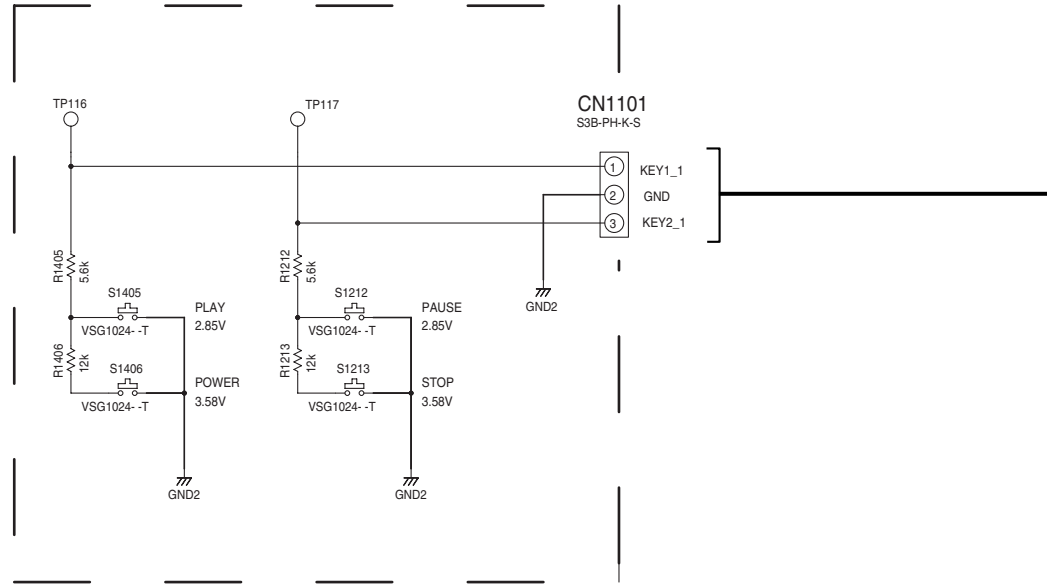 TP116
TP117
CN1101
S3B-PH-K-S
1
KEY1_1
2
GND
3
KEY2_1
R1405
5.6k
R1212
5.6k
GND2
S1405
PLAY
VSG1024- -T
2.85V
S1212
PAUSE
VSG1024- -T
2.85V
R1406
12k
S1406
POWER
VSG1024- -T
3.58V
R1213
12k
S1213
STOP
VSG1024- -T
3.58V
GND2
GND2